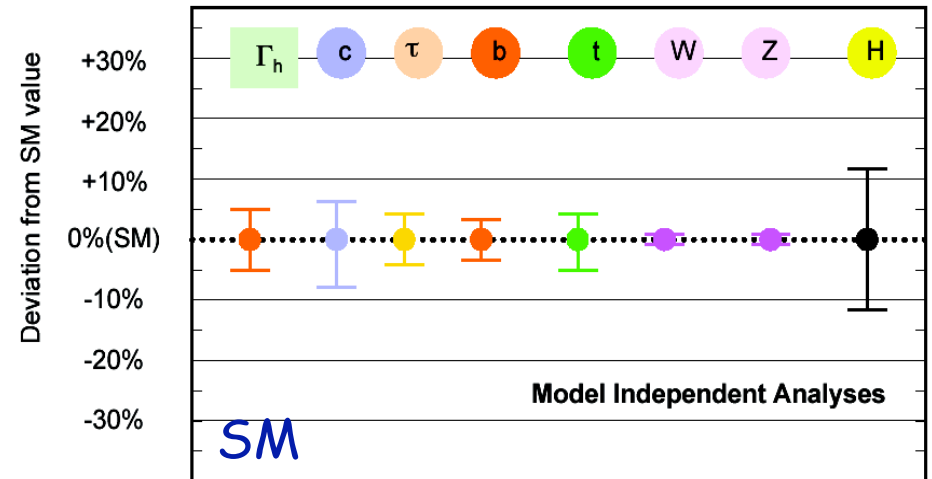 Deviation from SM value
+30%
+20%
+10%
0%(SM)
-10%
-20%
-30%
Γh c τ b t W Z H
Model Independent Analyses
SM